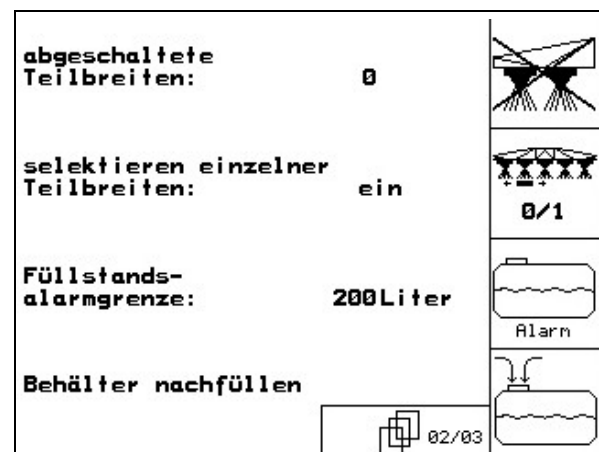 abgeschaltete
Teilbreiten: 0
selektieren einzelner
Teilbreiten: ein
0/1
Füllstands-
alarmgrenze: 200Liter
Alarm
Behälter nachfüllen
02/03